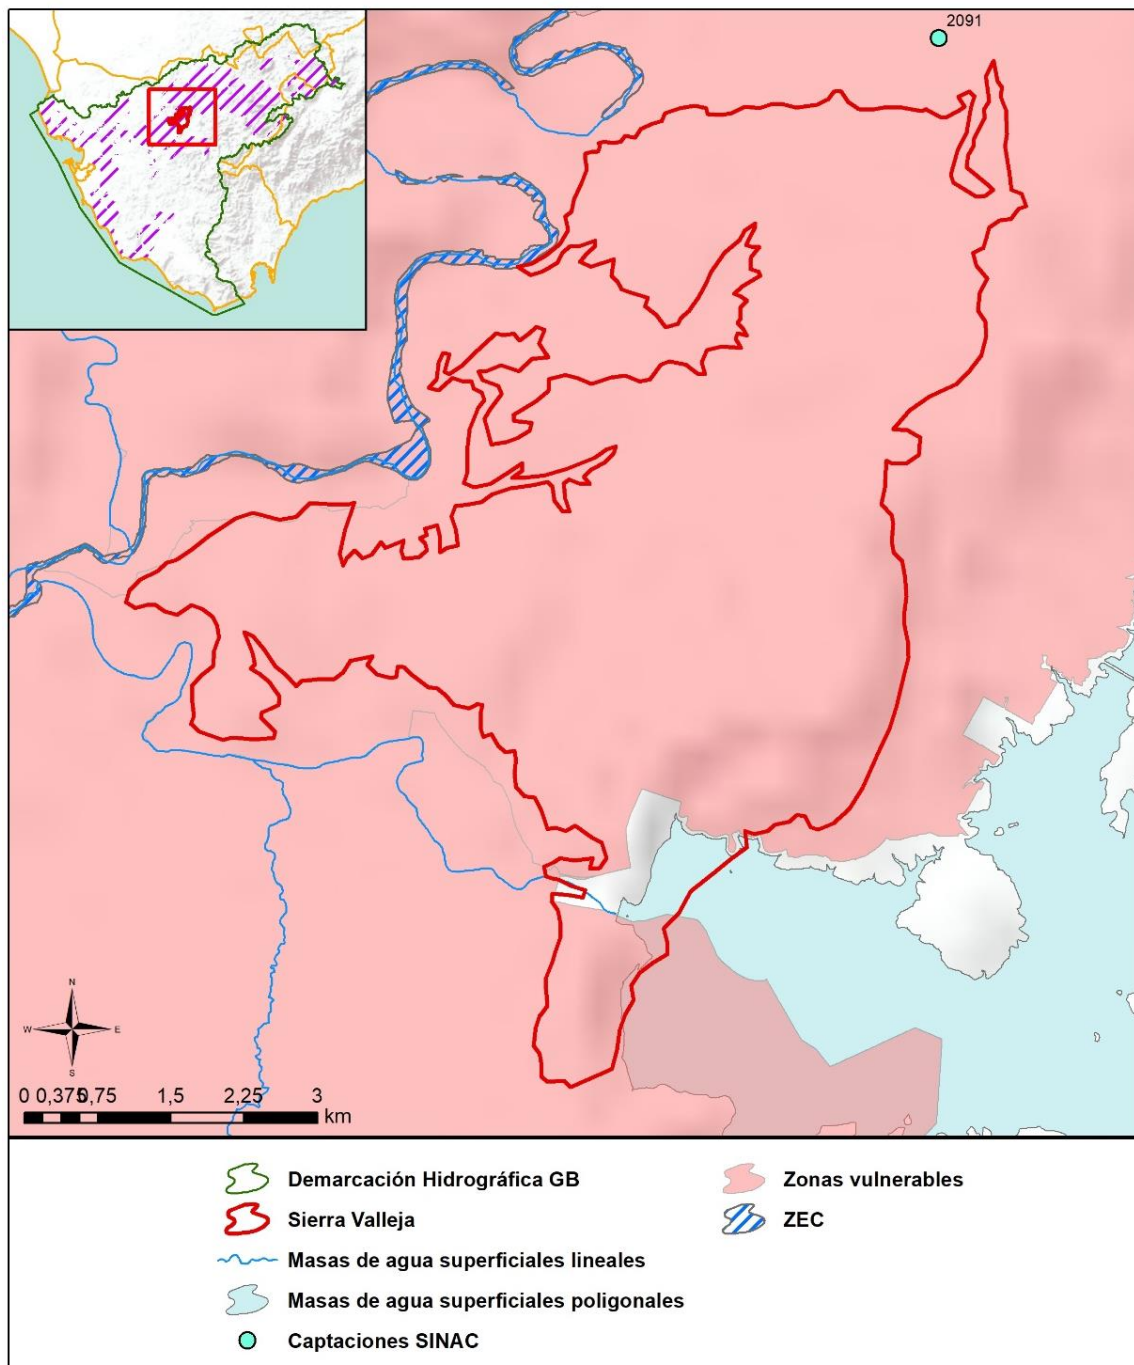 2091
N
W E
S
0 0,375 0,75 1,5 2,25 3
km
Demarcación Hidrográfica GB
Sierra Valleja
Masas de agua superficiales lineales
Masas de agua superficiales poligonales
Captaciones SINAC
Zonas vulnerables
ZEC